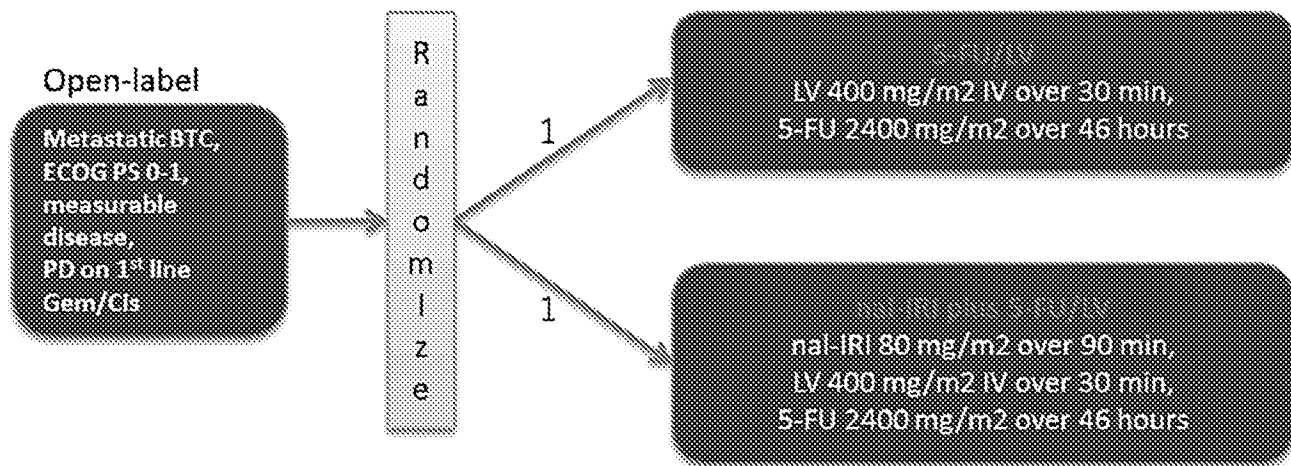 Open-label
Metastatic BTC,
ECOG PS 0-1,
measurable
disease,
PD on 1st line
Gem/Cis
R
a
n
d
o
m
I
z
e
1
1
5-FU/LV
LV 400 mg/m2 IV over 30 min,
5-FU 2400 mg/m2 over 46 hours
nal-IRI 80 mg/m2 over 90 min,
LV 400 mg/m2 IV over 30 min,
5-FU 2400 mg/m2 over 46 hours